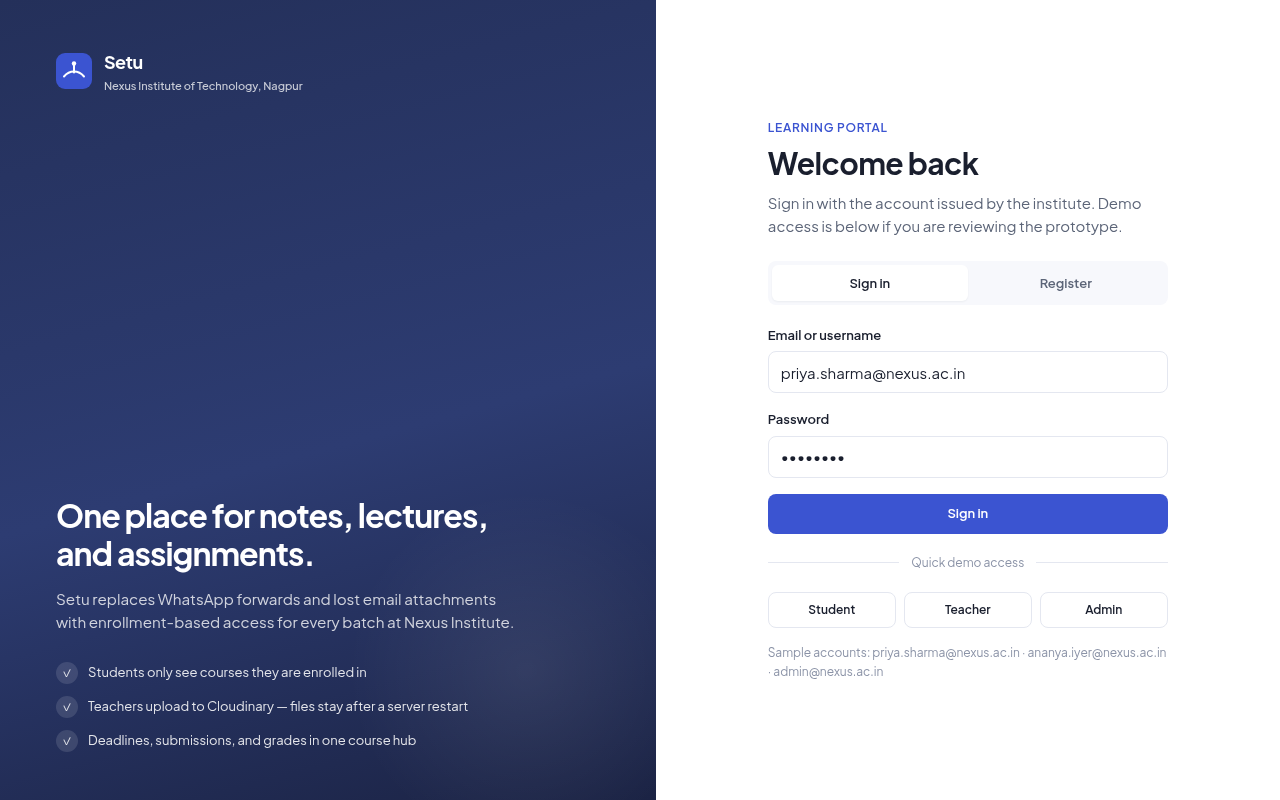 Setu
Nexus Institute of Technology, Nagpur
One place for notes, lectures,
and assignments.
Setu replaces WhatsApp forwards and lost email attachments
with enrollment-based access for every batch at Nexus Institute.
Students only see courses they are enrolled in
Teachers upload to Cloudinary — files stay after a server restart
Deadlines, submissions, and grades in one course hub
LEARNING PORTAL
Welcome back
Sign in with the account issued by the institute. Demo
access is below if you are reviewing the prototype.
Sign in
Register
Email or username
priya.sharma@nexus.ac.in
Password
••••••••
Sign in
Quick demo access
Student
Teacher
Admin
Sample accounts: priya.sharma@nexus.ac.in · ananya.iyer@nexus.ac.in
· admin@nexus.ac.in